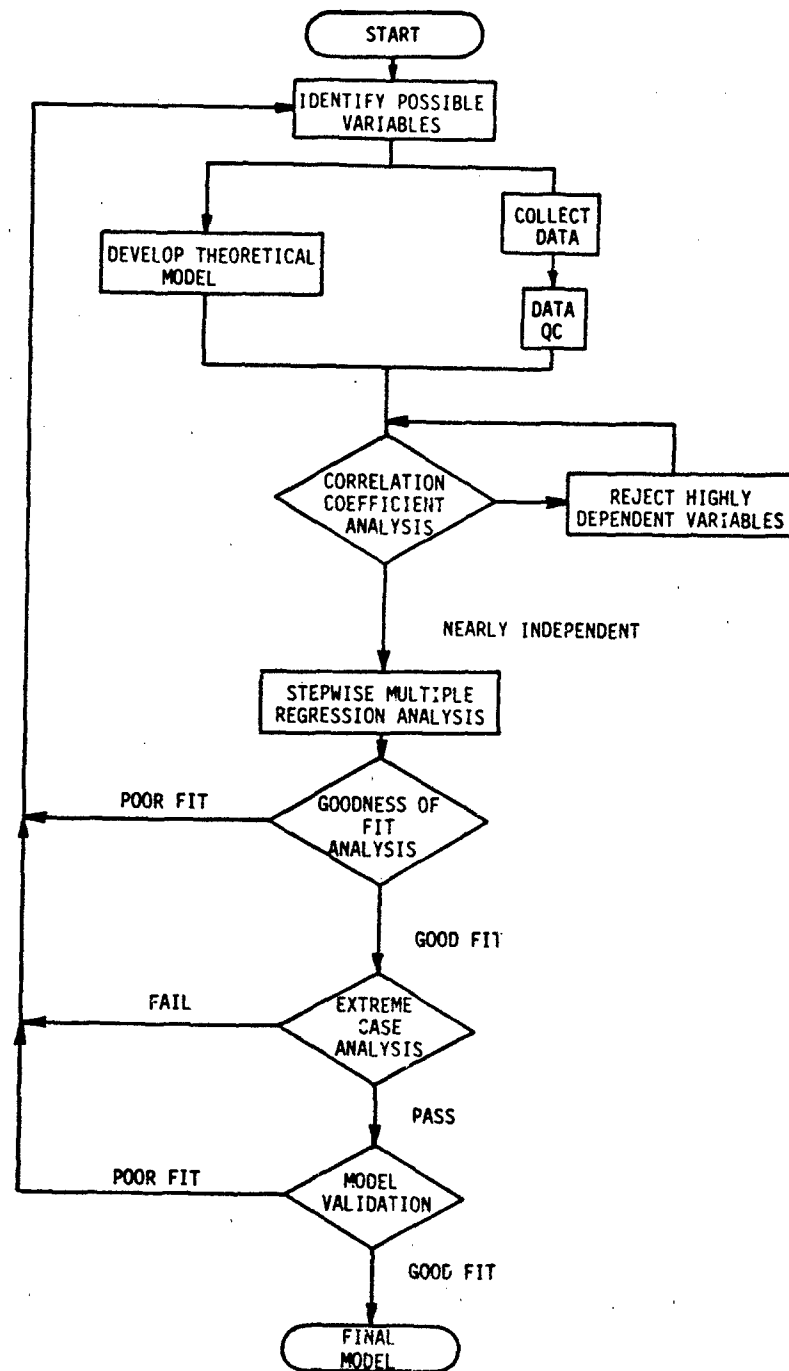 START
IDENTIFY POSSIBLE
VARIABLES
COLLECT
DATA
DEVELOP THEORETICAL
MODEL
DATA
QC
CORRELATION
COEFFICIENT
ANALYSIS
REJECT HIGHLY
DEPENDENT VARIABLES
NEARLY INDEPENDENT
STEPWISE MULTIPLE
REGRESSION ANALYSIS
POOR FIT
GOODNESS OF
FIT
ANALYSIS
GOOD FIT
FAIL
EXTREME
CASE
ANALYSIS
PASS
POOR FIT
MODEL
VALIDATION
GOOD FIT
FINAL
MODEL